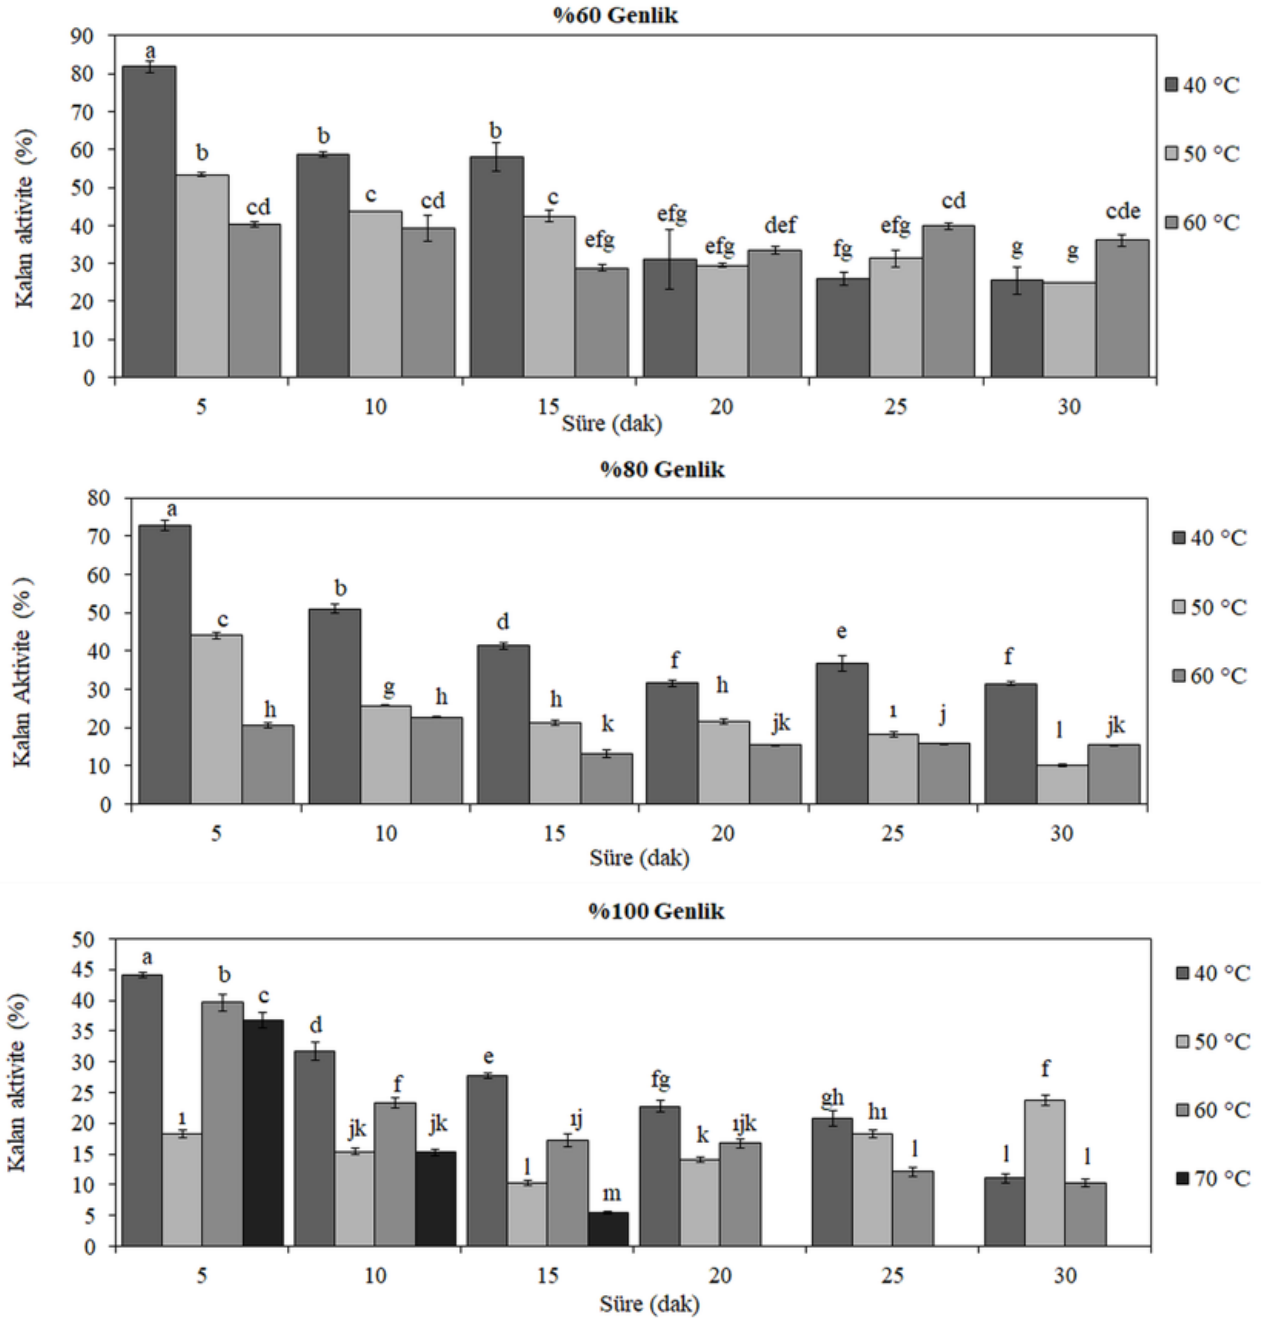 %60 Genlik
Kalan aktivite (%)
90
80
70
60
50
40
30
20
10
0
a b cd
b c cd
b c efg
efg efg def
fg efg cd
g g cde
5 10 15 20 25 30
Süre (dak)
40 °C
50 °C
60 °C
%80 Genlik
Kalan Aktivite (% )
80
70
60
50
40
30
20
10
0
a c h
b g h
d h k
f h jk
e ı j
f l jk
5 10 15 20 25 30
Süre (dak)
40 °C
50 °C
60 °C
%100 Genlik
Kalan aktivite (%)
50
45
40
35
30
25
20
15
10
5
0
a ı b c
d jk f jk
e l ıj m
fg k ıjk
gh hı l
l f l
5 10 15 20 25 30
Süre (dak)
40 °C
50 °C
60 °C
70 °C